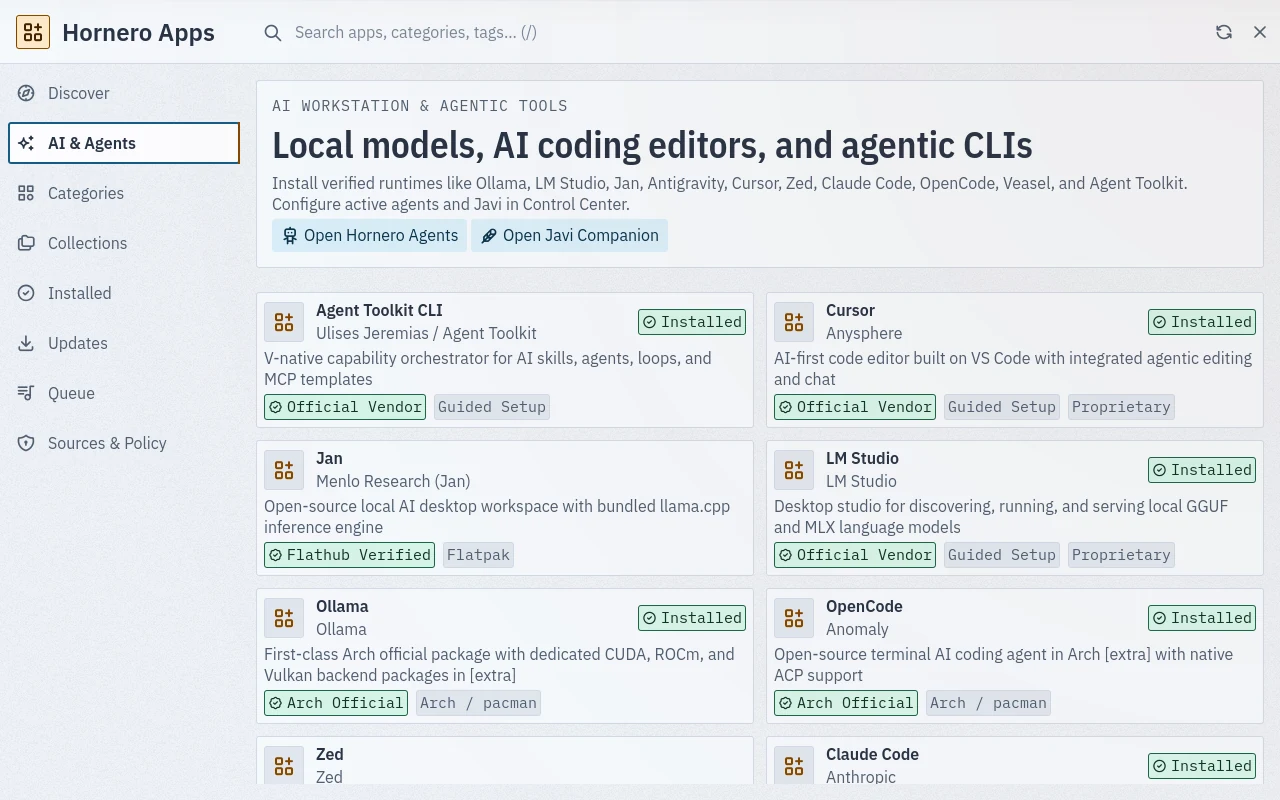 Hornero Apps
Search apps, categories, tags... (/)
Discover
AI & Agents
Categories
Collections
Installed
Updates
Queue
Sources & Policy
AI WORKSTATION & AGENTIC TOOLS
Local models, AI coding editors, and agentic CLIs
Install verified runtimes like Ollama, LM Studio, Jan, Antigravity, Cursor, Zed, Claude Code, OpenCode, Veasel, and Agent Toolkit.
Configure active agents and Javi in Control Center.
Open Hornero Agents
Open Javi Companion
Agent Toolkit CLI
Ulises Jeremias / Agent Toolkit
Installed
V-native capability orchestrator for AI skills, agents, loops, and
MCP templates
Official Vendor
Guided Setup
Cursor
Anysphere
Installed
AI-first code editor built on VS Code with integrated agentic editing
and chat
Official Vendor
Guided Setup
Proprietary
Jan
Menlo Research (Jan)
Open-source local AI desktop workspace with bundled llama.cpp
inference engine
Flathub Verified
Flatpak
LM Studio
LM Studio
Installed
Desktop studio for discovering, running, and serving local GGUF
and MLX language models
Official Vendor
Guided Setup
Proprietary
Ollama
Ollama
Installed
First-class Arch official package with dedicated CUDA, ROCm, and
Vulkan backend packages in [extra]
Arch Official
Arch / pacman
OpenCode
Anomaly
Installed
Open-source terminal AI coding agent in Arch [extra] with native
ACP support
Arch Official
Arch / pacman
Zed
Zed
Claude Code
Anthropic
Installed